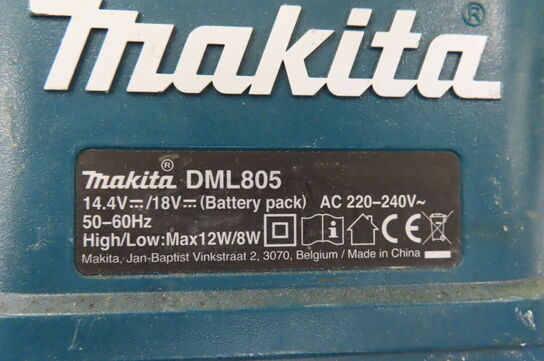 makita®
makita® DML805
14.4V⎓/18V⎓(Battery pack) AC 220-240V~
50-60Hz
High/Low:Max12W/8W
Makita, Jan-Baptist Vinkstraat 2, 3070, Belgium / Made in China